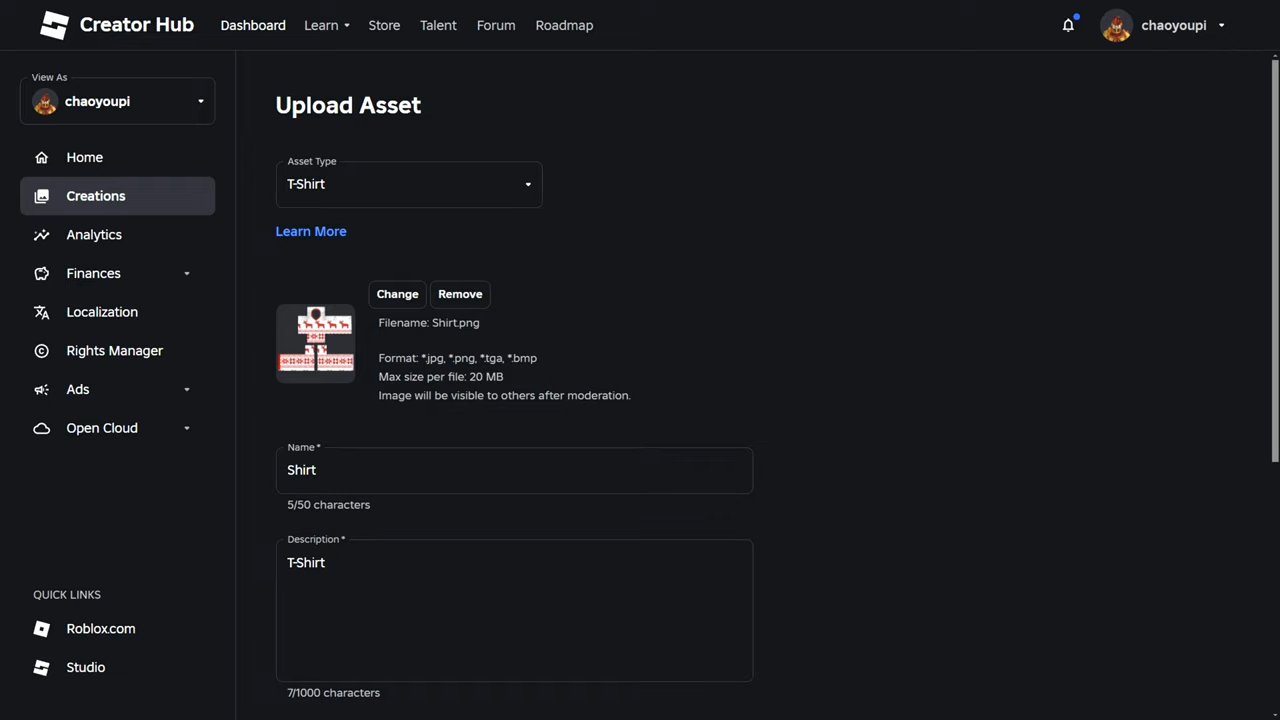 Creator Hub
Dashboard
Learn
Store
Talent
Forum
Roadmap
chaoyoupi
View As
chaoyoupi
Home
Creations
Analytics
Finances
Localization
Rights Manager
Ads
Open Cloud
QUICK LINKS
Roblox.com
Studio
Upload Asset
Asset Type
T-Shirt
Learn More
Change
Remove
Filename: Shirt.png
Format: *.jpg, *.png, *.tga, *.bmp
Max size per file: 20 MB
Image will be visible to others after moderation.
Name *
Shirt
5/50 characters
Description *
T-Shirt
7/1000 characters